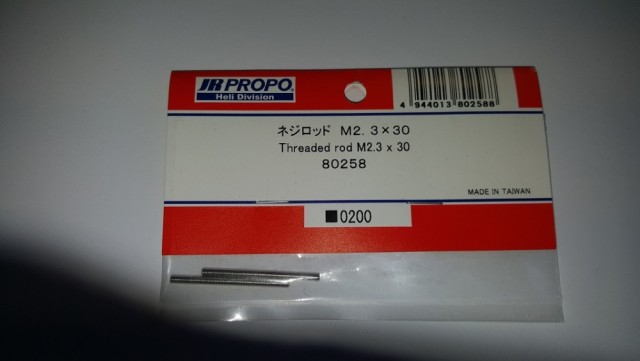 JR PROPO
Heli Division
4 944013 802588
ネジロッド M2. 3×30
Threaded rod M2.3 x 30
80258
MADE IN TAIWAN
■0200